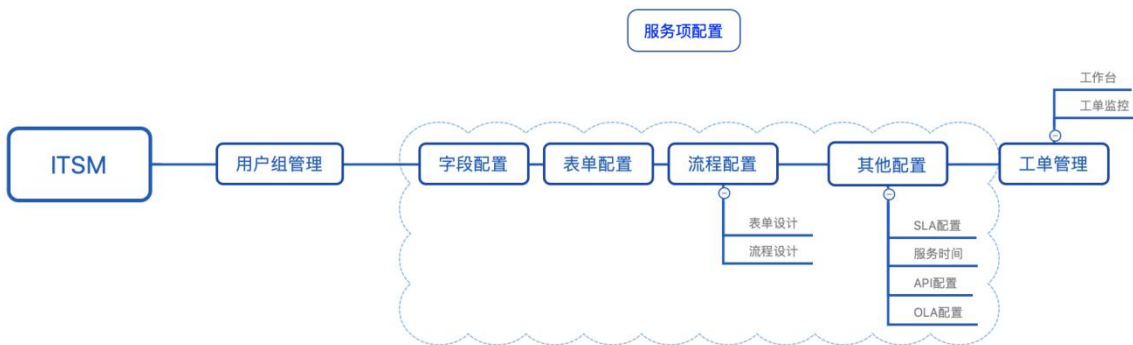 服务项配置
工作台
工单监控
ITSM
用户组管理
字段配置
表单配置
流程配置
其他配置
工单管理
表单设计
流程设计
SLA配置
服务时间
API配置
OLA配置